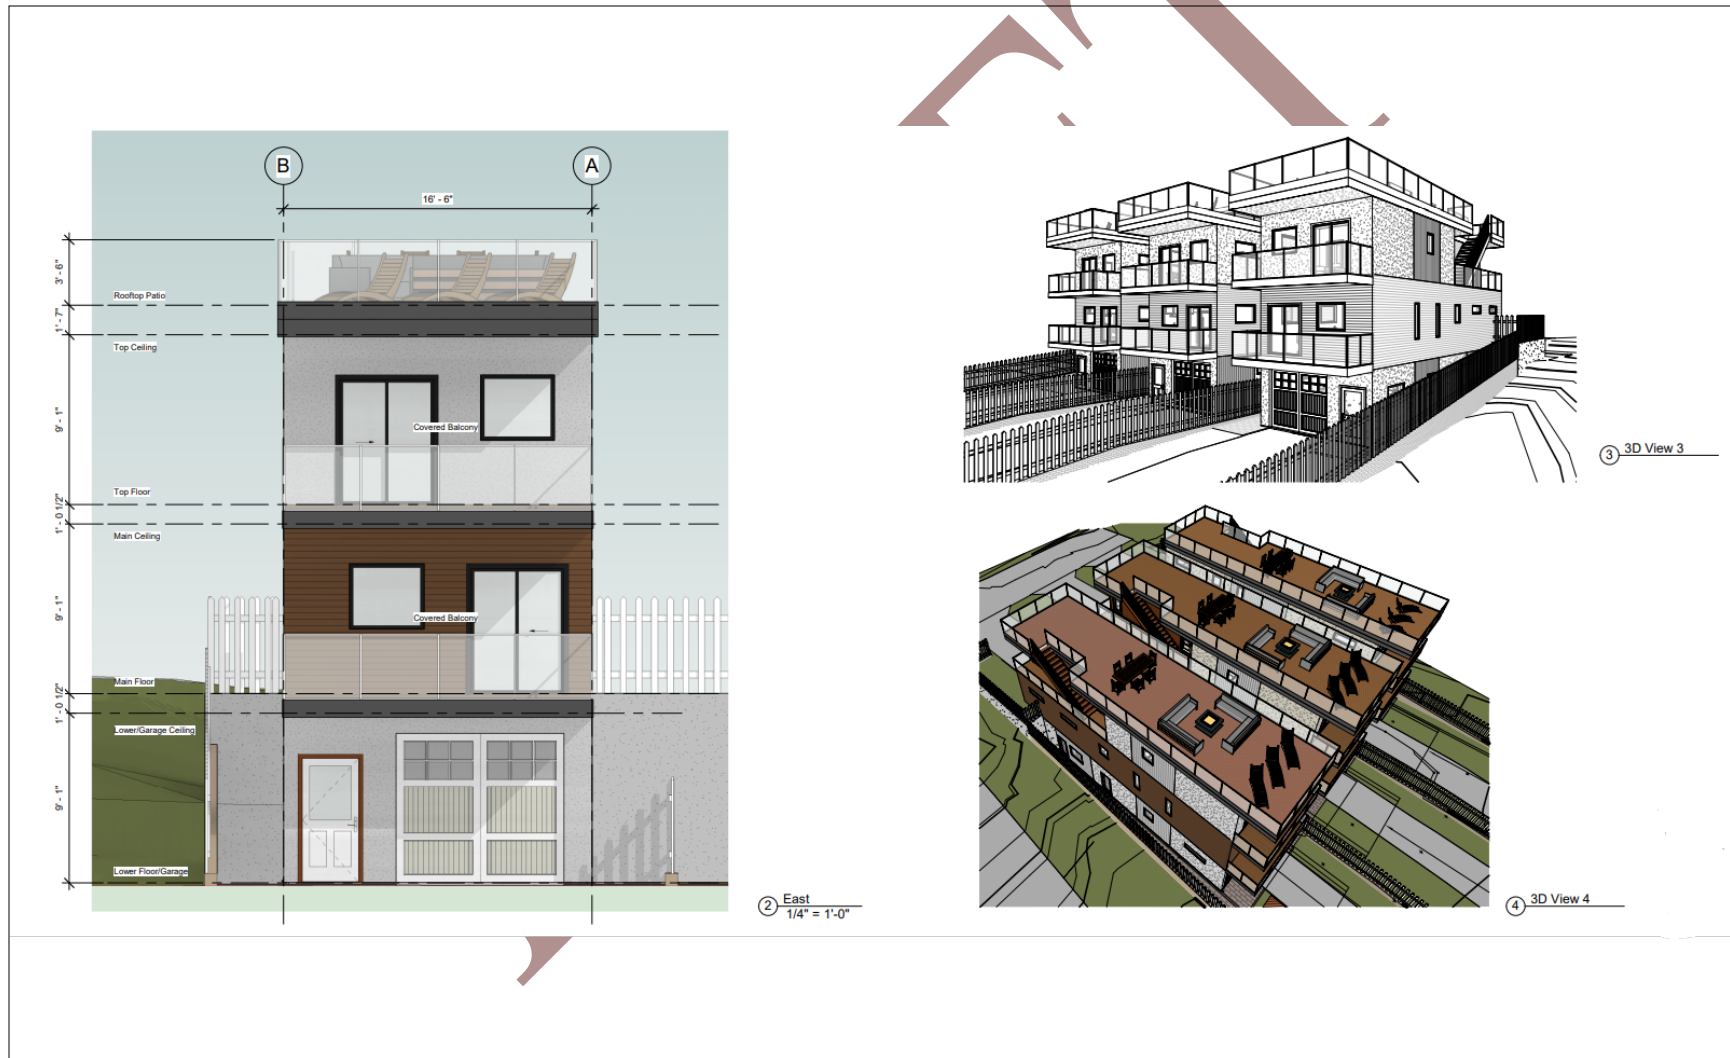 B
A
16' - 6"
3' - 6"
Rooftop Patio
1' - 7"
Top Ceiling
9' - 1"
Covered Balcony
Top Floor
1' - 0 1/2"
Main Ceiling
9' - 1"
Covered Balcony
Main Floor
1' - 0 1/2"
Lower/Garage Ceiling
9' - 1"
Lower Floor/Garage
2 East
1/4" = 1'-0"
3 3D View 3
4 3D View 4